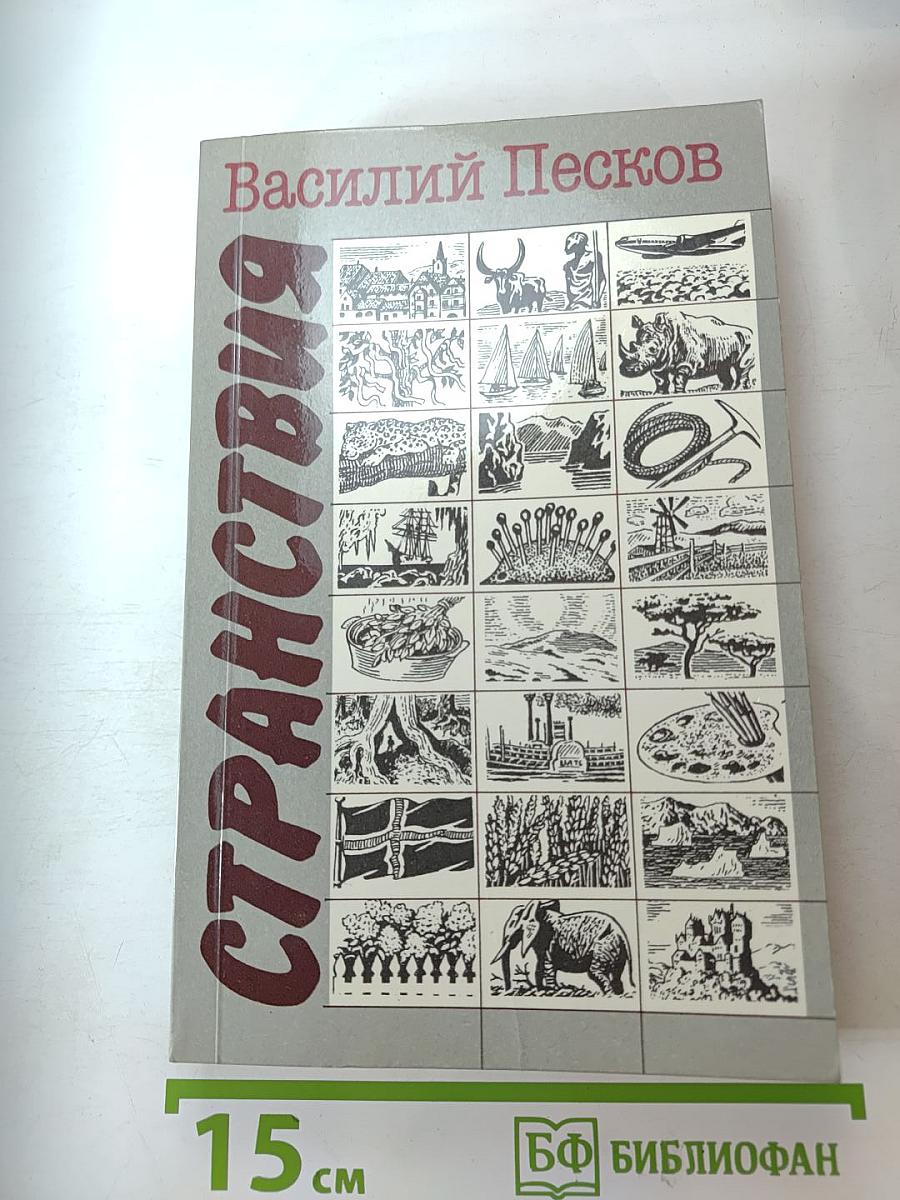 Василий Песков
СТРАНСТВИЯ
15 см
БФ БИБЛИОФАН